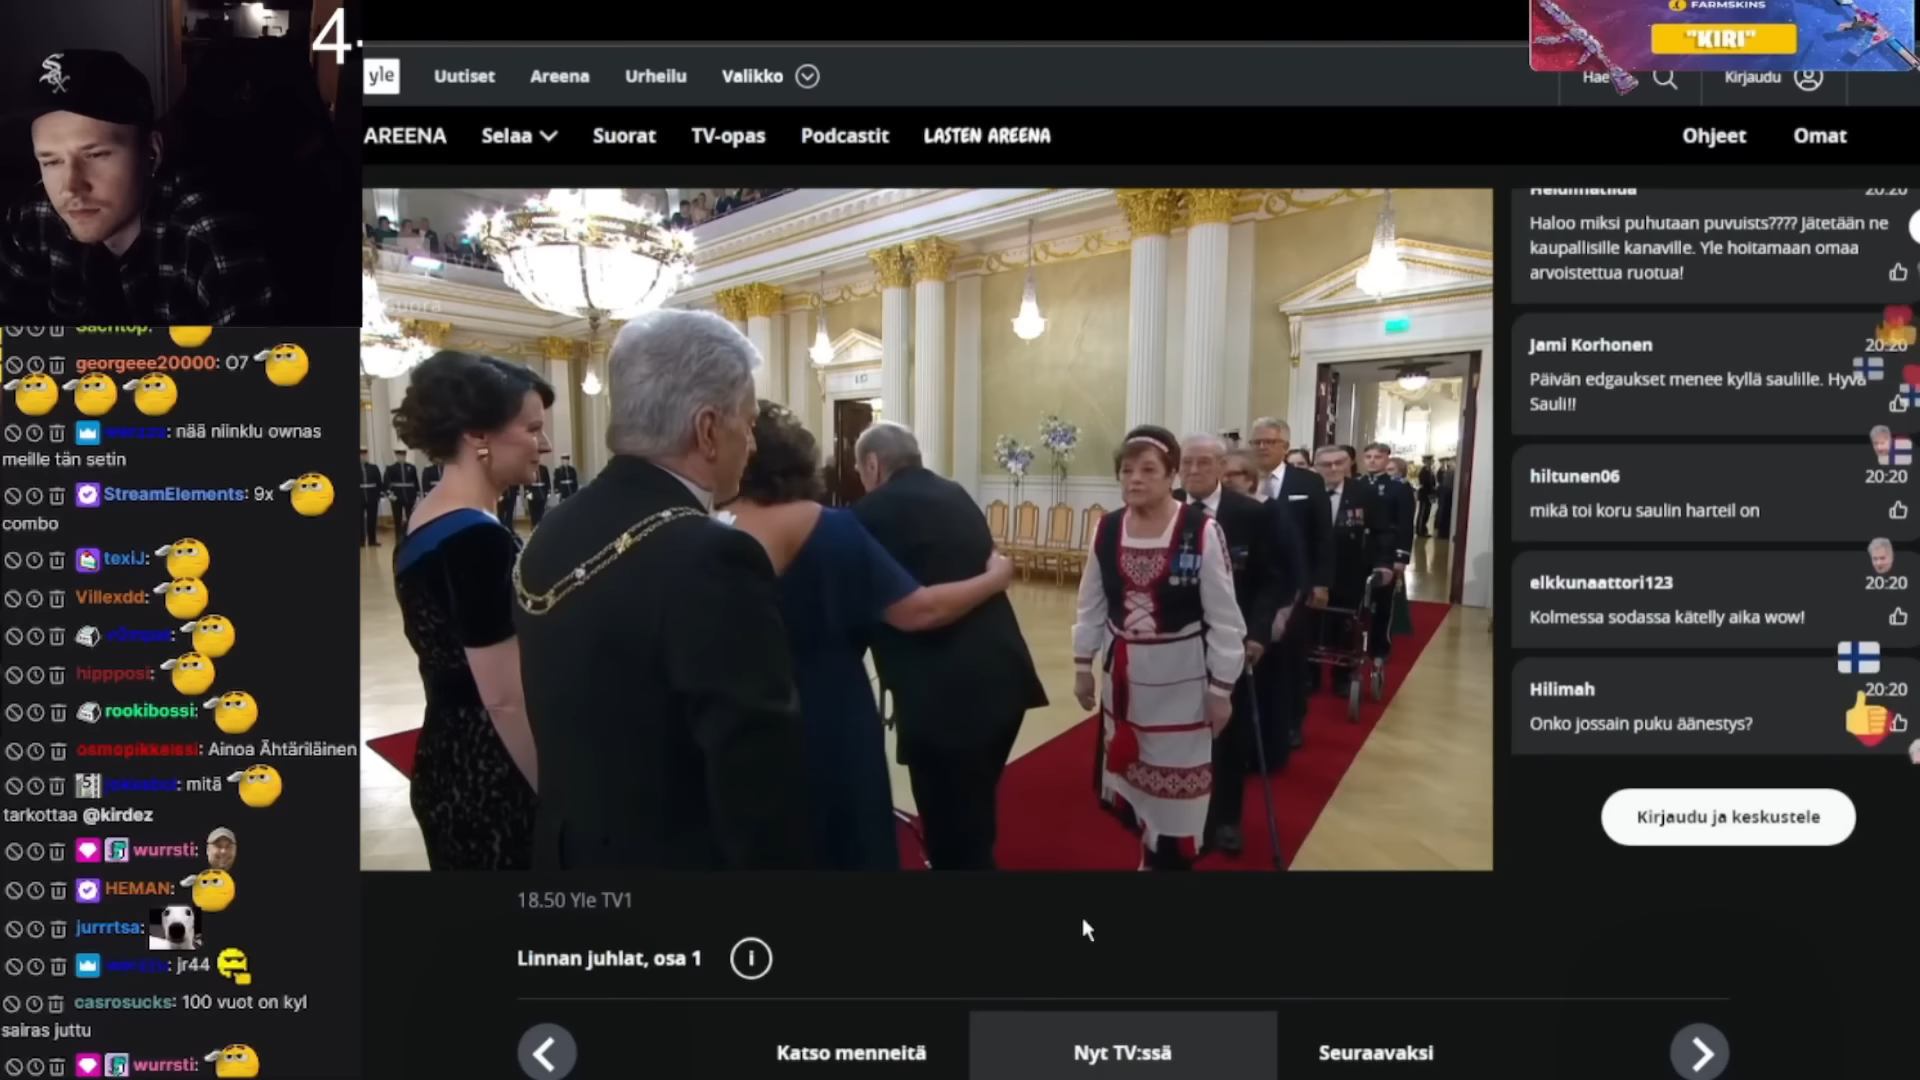 4.
FARMSKINS
"KIRI"
yle
Uutiset
Areena
Urheilu
Valikko
Hae
Kirjaudu
AREENA
Selaa
Suorat
TV-opas
Podcastit
LASTEN AREENA
Ohjeet
Omat
Suora
20:20
Haloo miksi puhutaan puvuists???? Jätetään ne
kaupallisille kanaville. Yle hoitamaan omaa
arvoistettua ruotua!
Jami Korhonen
20:20
Päivän edgaukset menee kyllä saulille. Hyvä
Sauli!!
hiltunen06
20:20
mikä toi koru saulin harteil on
elkkunaattori123
20:20
Kolmessa sodassa kätelly aika wow!
Hilimah
20:20
Onko jossain puku äänestys?
Kirjaudu ja keskustele
georgeee20000: O7
: nää niinklu ownas
meille tän setin
StreamElements: 9x
combo
texiJ:
Villexdd:
hippposi:
rookibossi:
osmopikkeissi: Ainoa Ähtäriläinen
: mitä
tarkottaa @kirdez
wurrsti:
HEMAN:
jurrrtsa:
: jr44
casrosucks: 100 vuot on kyl
sairas juttu
wurrsti:
18.50 Yle TV1
Linnan juhlat, osa 1
i
Katso menneitä
Nyt TV:ssä
Seuraavaksi